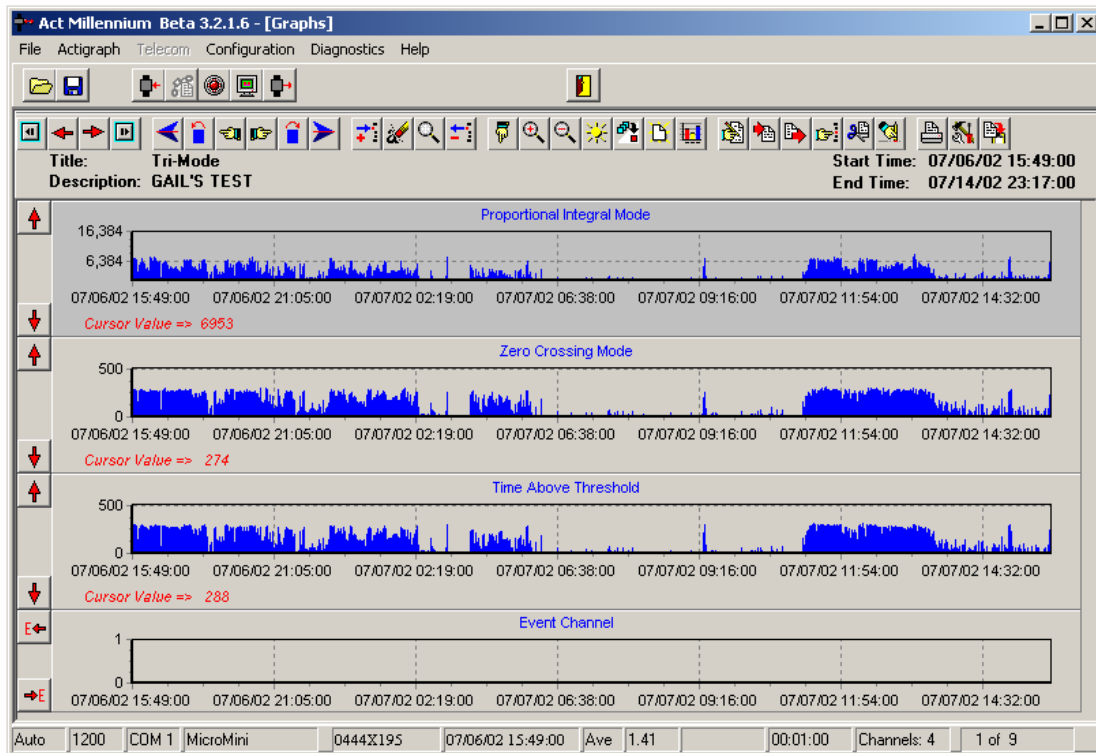 Act Millennium Beta 3.2.1.6 - [Graphs]
File Actigraph Telecom Configuration Diagnostics Help
Title: Tri-Mode
Start Time: 07/06/02 15:49:00
Description: GAIL'S TEST
End Time: 07/14/02 23:17:00
Proportional Integral Mode
16,384
6,384
07/06/02 15:49:00 07/06/02 21:05:00 07/07/02 02:19:00 07/07/02 06:38:00 07/07/02 09:16:00 07/07/02 11:54:00 07/07/02 14:32:00
Cursor Value => 6953
Zero Crossing Mode
500
0
07/06/02 15:49:00 07/06/02 21:05:00 07/07/02 02:19:00 07/07/02 06:38:00 07/07/02 09:16:00 07/07/02 11:54:00 07/07/02 14:32:00
Cursor Value => 274
Time Above Threshold
500
0
07/06/02 15:49:00 07/06/02 21:05:00 07/07/02 02:19:00 07/07/02 06:38:00 07/07/02 09:16:00 07/07/02 11:54:00 07/07/02 14:32:00
Cursor Value => 288
E
Event Channel
1
0
E
07/06/02 15:49:00 07/06/02 21:05:00 07/07/02 02:19:00 07/07/02 06:38:00 07/07/02 09:16:00 07/07/02 11:54:00 07/07/02 14:32:00
Auto 1200 COM 1 MicroMini 0444X195 07/06/02 15:49:00 Ave 1.41 00:01:00 Channels: 4 1 of 9